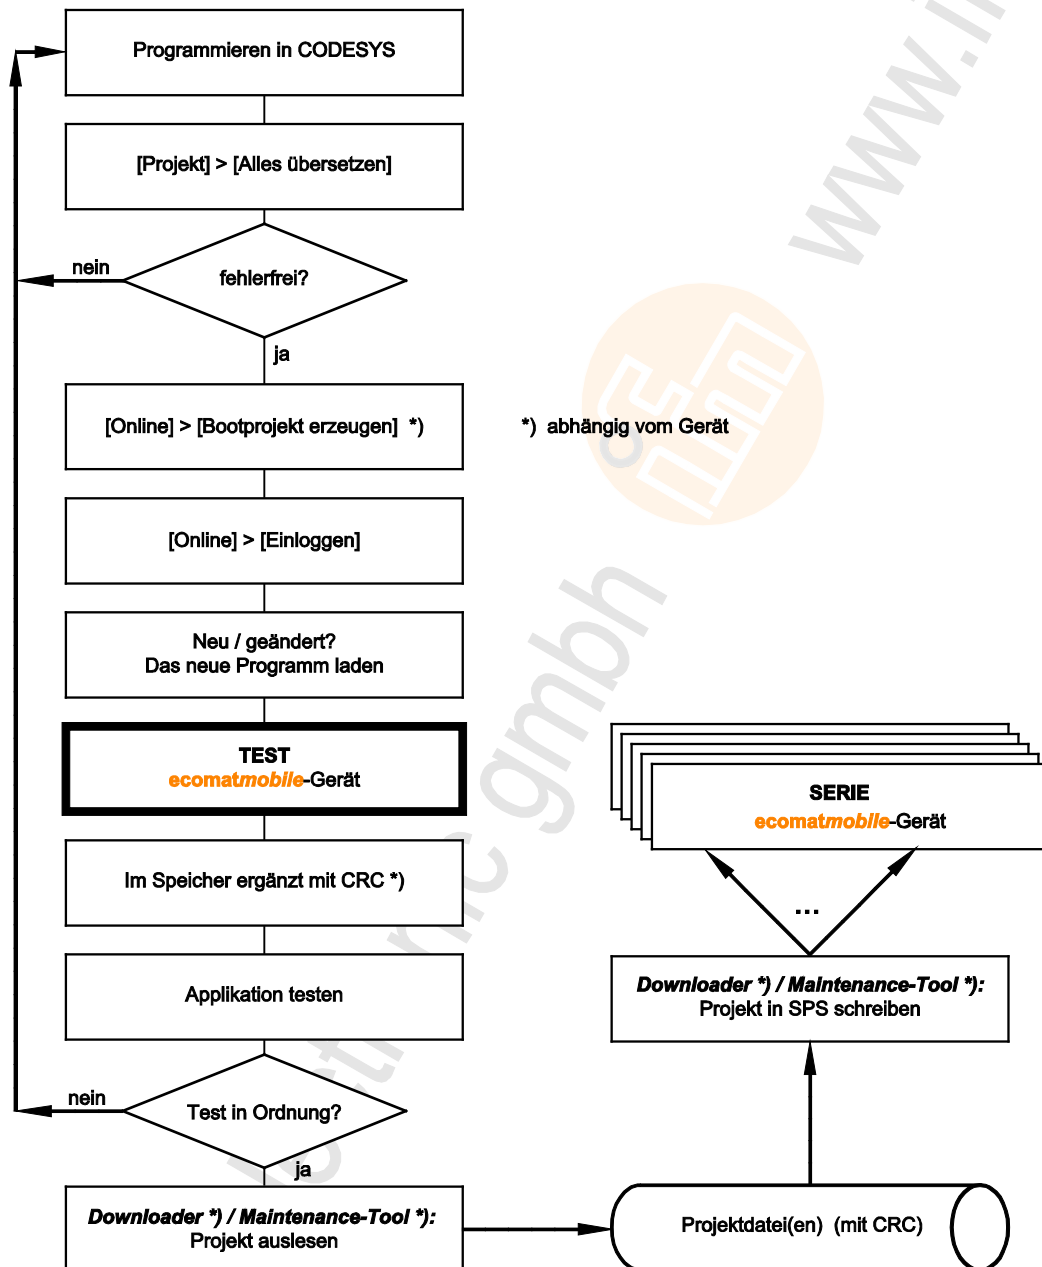 Programmieren in CODESYS
[Projekt] > [Alles übersetzen]
nein
fehlerfrei?
ja
[Online] > [Bootprojekt erzeugen] *)
*) abhängig vom Gerät
[Online] > [Einloggen]
Neu / geändert?
Das neue Programm laden
TEST
ecomatmobile-Gerät
Im Speicher ergänzt mit CRC *)
Applikation testen
nein
Test in Ordnung?
ja
Downloader *) / Maintenance-Tool *):
Projekt auslesen
Projektdatei(en) (mit CRC)
Downloader *) / Maintenance-Tool *):
Projekt in SPS schreiben
...
SERIE
ecomatmobile-Gerät
www.i
gmbh